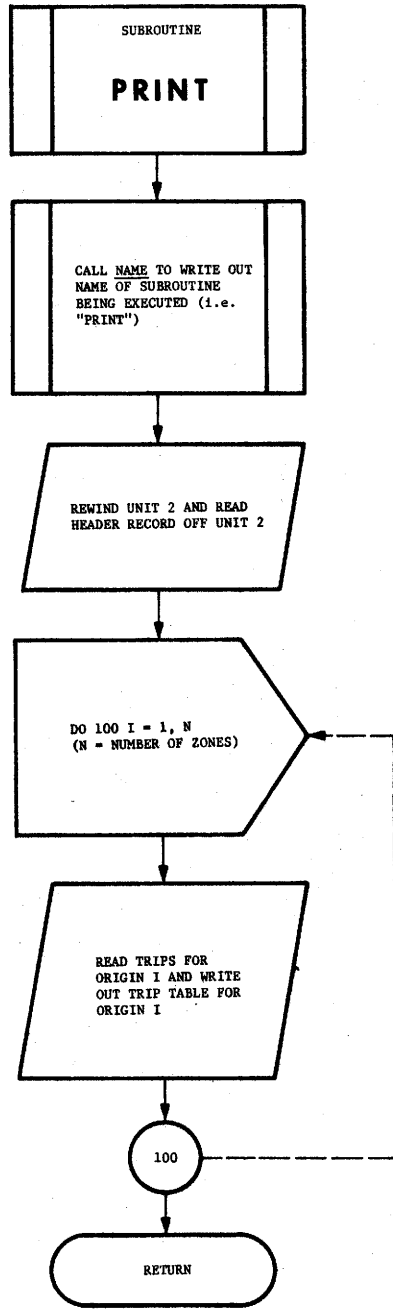 SUBROUTINE
PRINT
CALL NAME TO WRITE OUT
NAME OF SUBROUTINE
BEING EXECUTED (i.e.
"PRINT")
REWIND UNIT 2 AND READ
HEADER RECORD OFF UNIT 2
DO 100 I = 1, N
(N = NUMBER OF ZONES)
READ TRIPS FOR
ORIGIN I AND WRITE
OUT TRIP TABLE FOR
ORIGIN I
100
RETURN